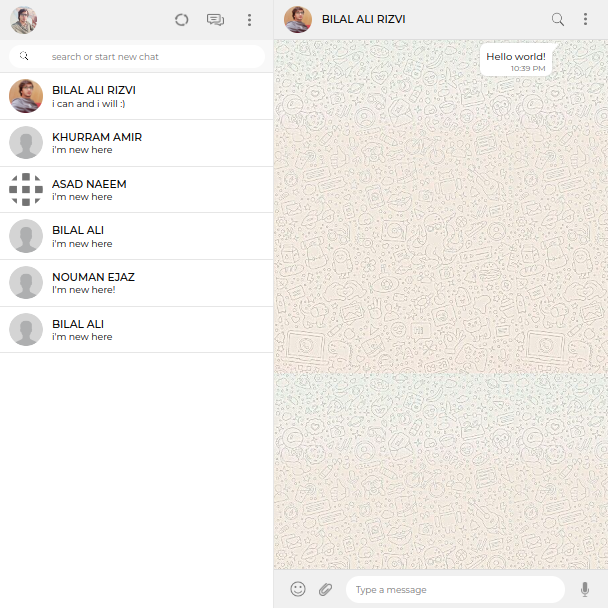 search or start new chat
BILAL ALI RIZVI
i can and i will :)
KHURRAM AMIR
i'm new here
ASAD NAEEM
i'm new here
BILAL ALI
i'm new here
NOUMAN EJAZ
I'm new here!
BILAL ALI
i'm new here
BILAL ALI RIZVI
Hello world!
10:39 PM
Type a message